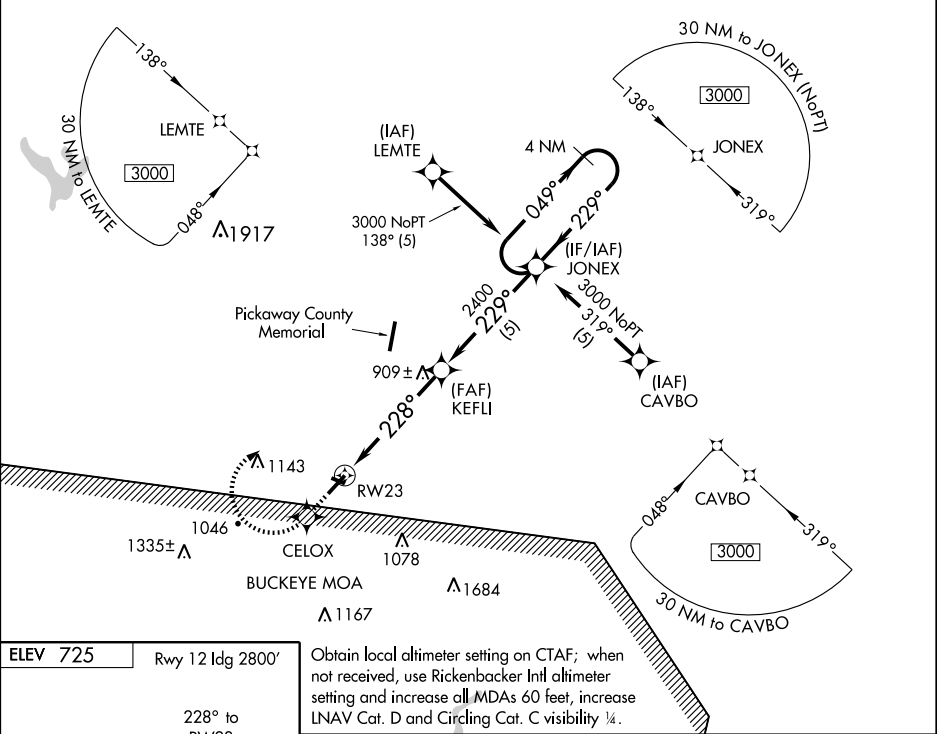 138°
LEMTE
3000
30 NM to LEMTE
048°
1917
(IAF)
LEMTE
3000 NoPT
138° (5)
4 NM
049°
229°
(IF/IAF)
JONEX
30 NM to JONEX (NoPT)
3000
138°
JONEX
319°
2400
229°
(5)
3000 NoPT
319°
(5)
(IAF)
CAVBO
Pickaway County
Memorial
909±
(FAF)
KEFLI
228°
1143
RW23
1046
CELOX
1335±
1078
BUCKEYE MOA
1684
1167
CAVBO
048°
3000
319°
30 NM to CAVBO
ELEV 725
Rwy 12 ldg 2800'
228° to
RW23
Obtain local altimeter setting on CTAF; when
not received, use Rickenbacker Intl altimeter
setting and increase all MDAs 60 feet, increase
LNAV Cat. D and Circling Cat. C visibility ¼.